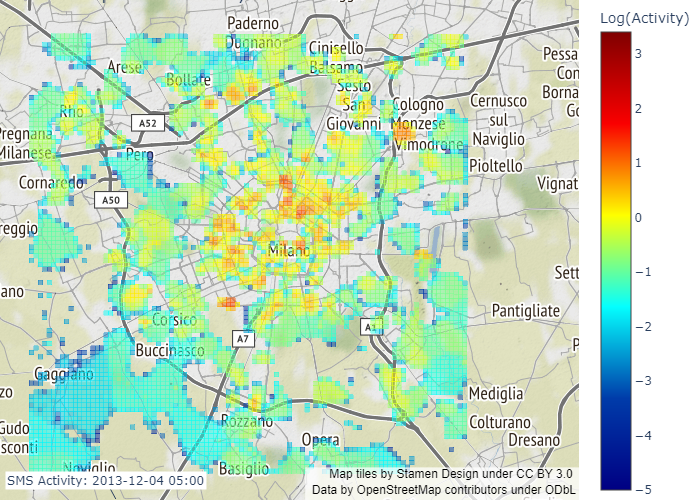 Log(Activity)
Paderno
Dugnano
Cinisello
Balsamo
Arese
Bollate
Sesto
San
Giovanni
Cologno
Monzese
Cernusco
sul
Naviglio
Pessa
Con
Borna
Go
Rho
A52
Pregnana
Milanese
Pero
Vimodrone
Pioltello
Cornaredo
A50
Vignat
reggio
Milano
Sett
ano
Corsico
A7
A1
Pantigliate
P
Buccinasco
Gaggiano
zo
Mediglia
Rozzano
Colturano
Gudo
sconti
Opera
Dresano
Noviglio
Basiglio
SMS Activity: 2013-12-04 05:00
Map tiles by Stamen Design under CC BY 3.0
Data by OpenStreetMap contributors under ODbL
3
2
1
0
−1
−2
−3
−4
−5